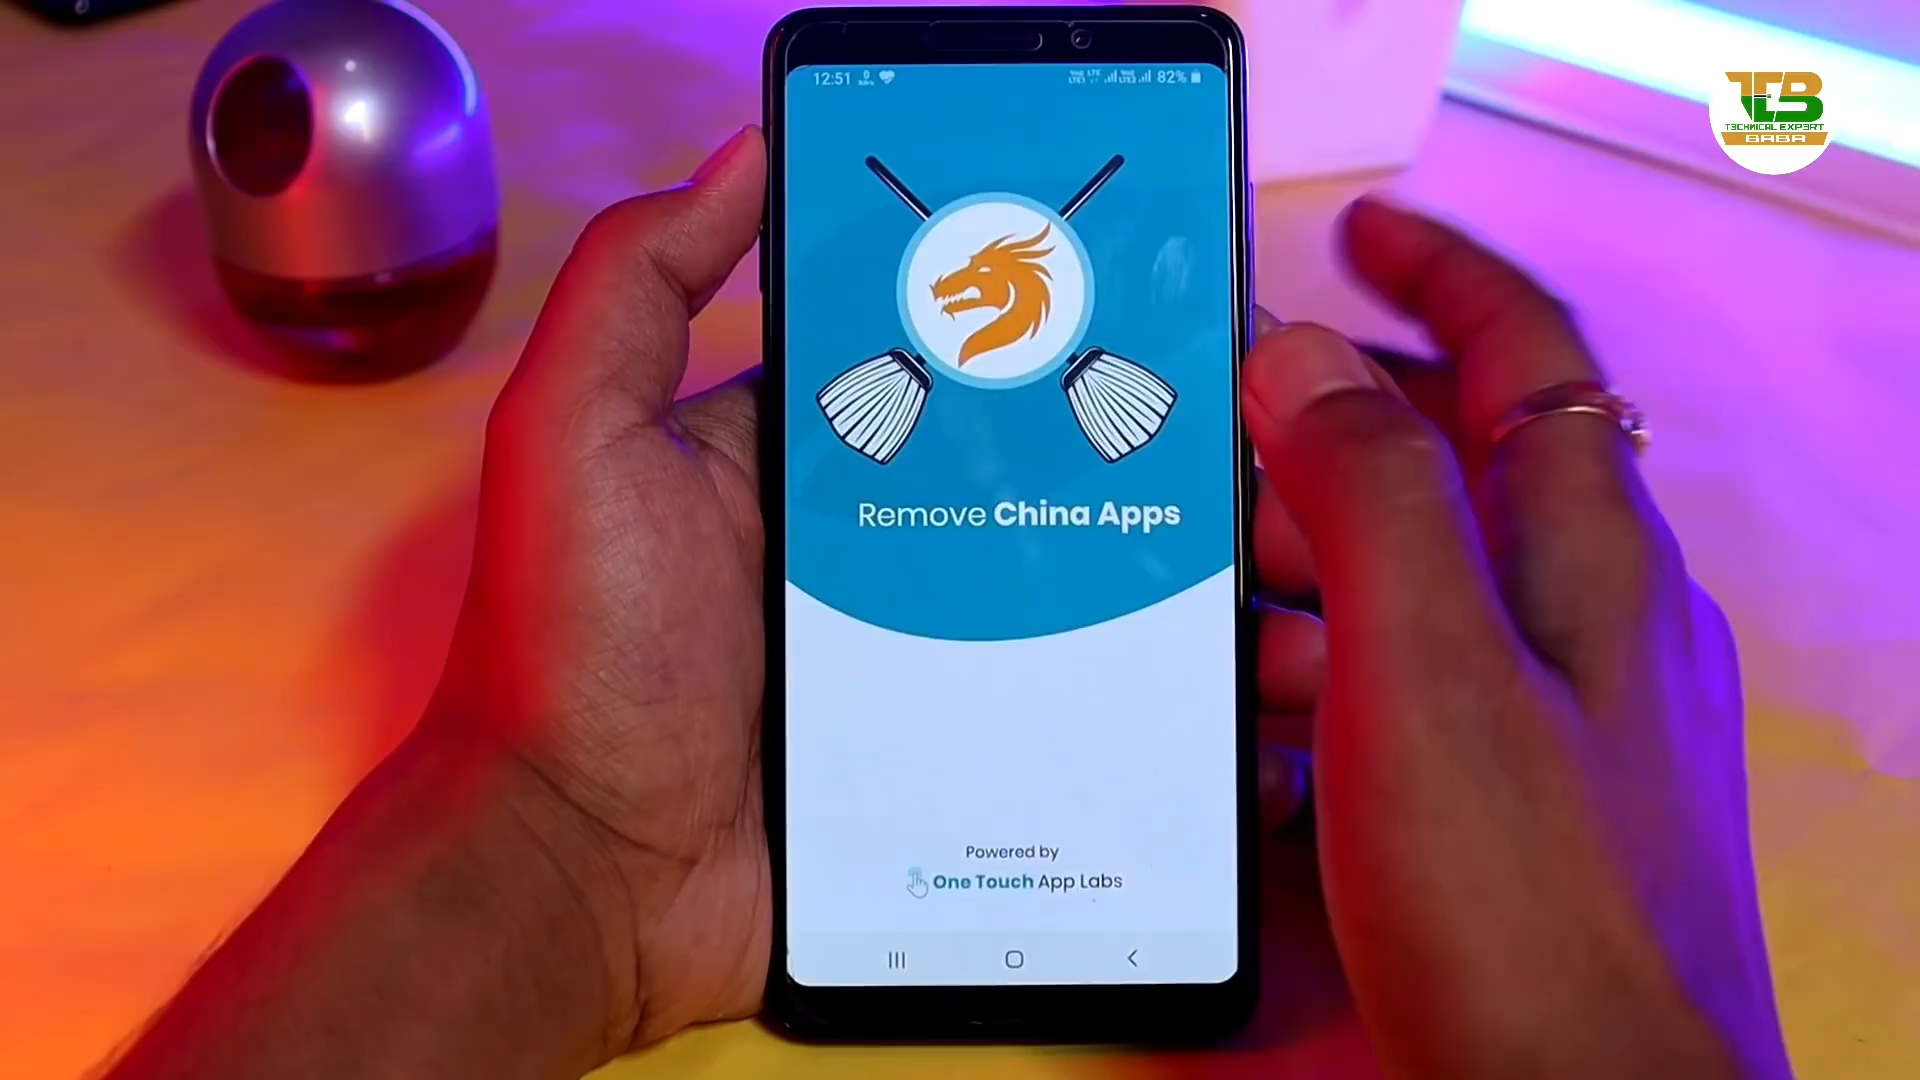 12:51
82%
TECHNICAL EXPERT
BABA
Remove China Apps
Powered by
One Touch App Labs